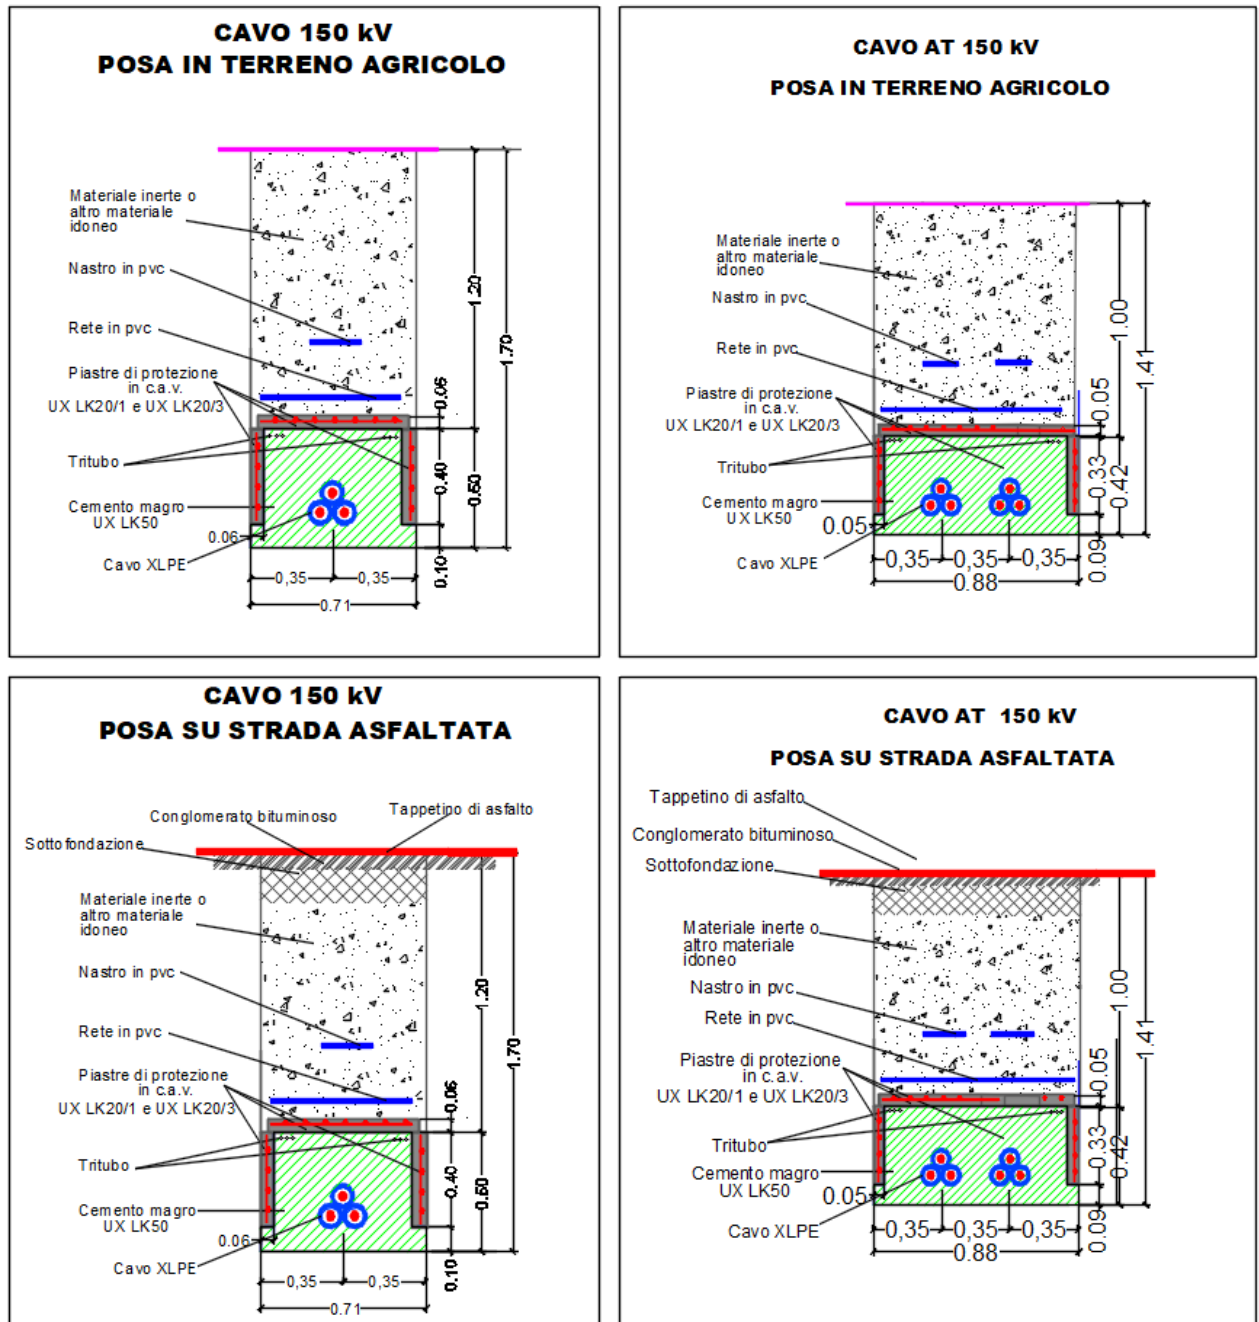 CAVO 150 kV
POSA IN TERRENO AGRICOLO
Materiale inerte o
altro materiale
idoneo
Nastro in pvc
Rete in pvc
Piastre di protezione
in c.a.v.
UX LK20/1 e UX LK20/3
Tritubo
Cemento magro
UX LK50
0.06
Cavo XLPE
0,35
0,35
0.71
1.20
1.70
0.06
0.40
0.50
0.10
CAVO AT 150 kV
POSA IN TERRENO AGRICOLO
Materiale inerte o
altro materiale
idoneo
Nastro in pvc
Rete in pvc
Piastre di protezione
in c.a.v.
UX LK20/1 e UX LK20/3
Tritubo
Cemento magro
UX LK50
0.05
Cavo XLPE
0,35
0,35
0,35
0.88
1.00
1.41
0.05
0.33
0.42
0.09
CAVO 150 kV
POSA SU STRADA ASFALTATA
Tappetino di asfalto
Conglomerato bituminoso
Sottofondazione
Materiale inerte o
altro materiale
idoneo
Nastro in pvc
Rete in pvc
Piastre di protezione
in c.a.v.
UX LK20/1 e UX LK20/3
Tritubo
Cemento magro
UX LK50
0.06
Cavo XLPE
0,35
0,35
0.71
1.20
1.70
0.06
0.40
0.50
0.10
CAVO AT 150 kV
POSA SU STRADA ASFALTATA
Tappetino di asfalto
Conglomerato bituminoso
Sottofondazione
Materiale inerte o
altro materiale
idoneo
Nastro in pvc
Rete in pvc
Piastre di protezione
in c.a.v.
UX LK20/1 e UX LK20/3
Tritubo
Cemento magro
UX LK50
0.05
Cavo XLPE
0,35
0,35
0,35
0.88
1.00
1.41
0.05
0.33
0.42
0.09